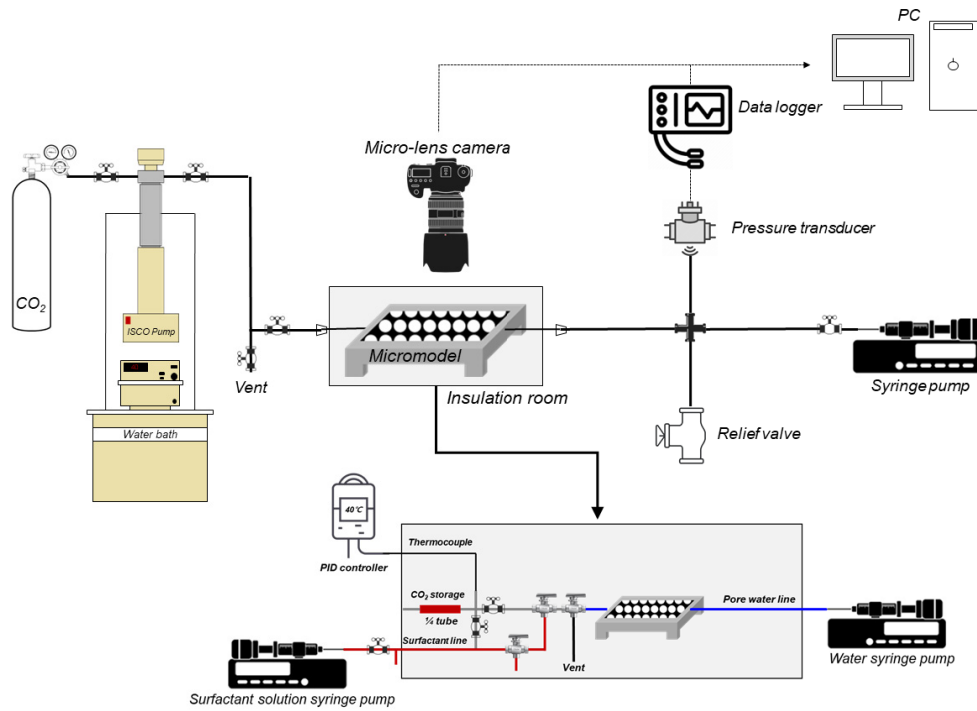 PC
Data logger
Micro-lens camera
Pressure transducer
CO2
ISCO Pump
Micromodel
Vent
Insulation room
Syringe pump
Relief valve
Water bath
40℃
Thermocouple
PID controller
CO2 storage
¼ tube
Pore water line
Surfactant line
Vent
Water syringe pump
Surfactant solution syringe pump